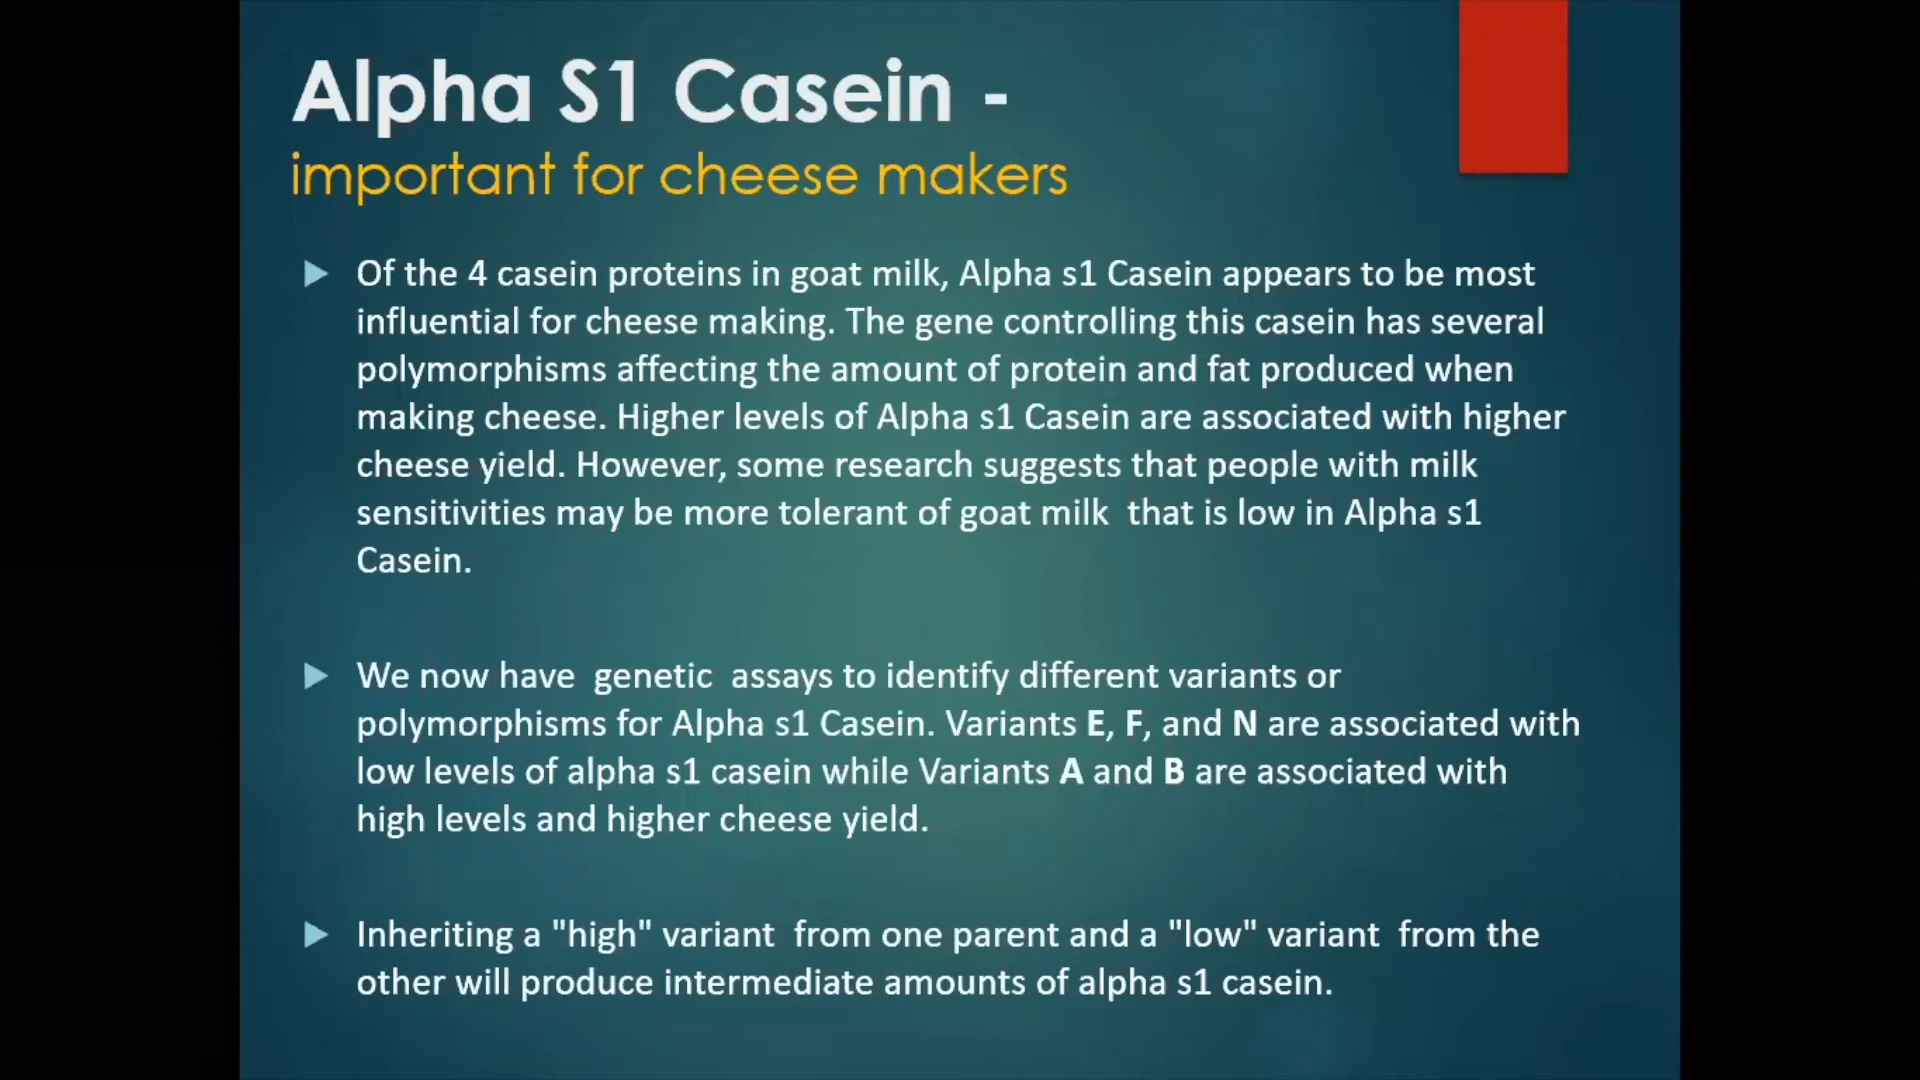 Alpha S1 Casein -
important for cheese makers
Of the 4 casein proteins in goat milk, Alpha s1 Casein appears to be most
influential for cheese making. The gene controlling this casein has several
polymorphisms affecting the amount of protein and fat produced when
making cheese. Higher levels of Alpha s1 Casein are associated with higher
cheese yield. However, some research suggests that people with milk
sensitivities may be more tolerant of goat milk  that is low in Alpha s1
Casein.
We now have  genetic  assays to identify different variants or
polymorphisms for Alpha s1 Casein. Variants E, F, and N are associated with
low levels of alpha s1 casein while Variants A and B are associated with
high levels and higher cheese yield.
Inheriting a "high" variant  from one parent and a "low" variant  from the
other will produce intermediate amounts of alpha s1 casein.